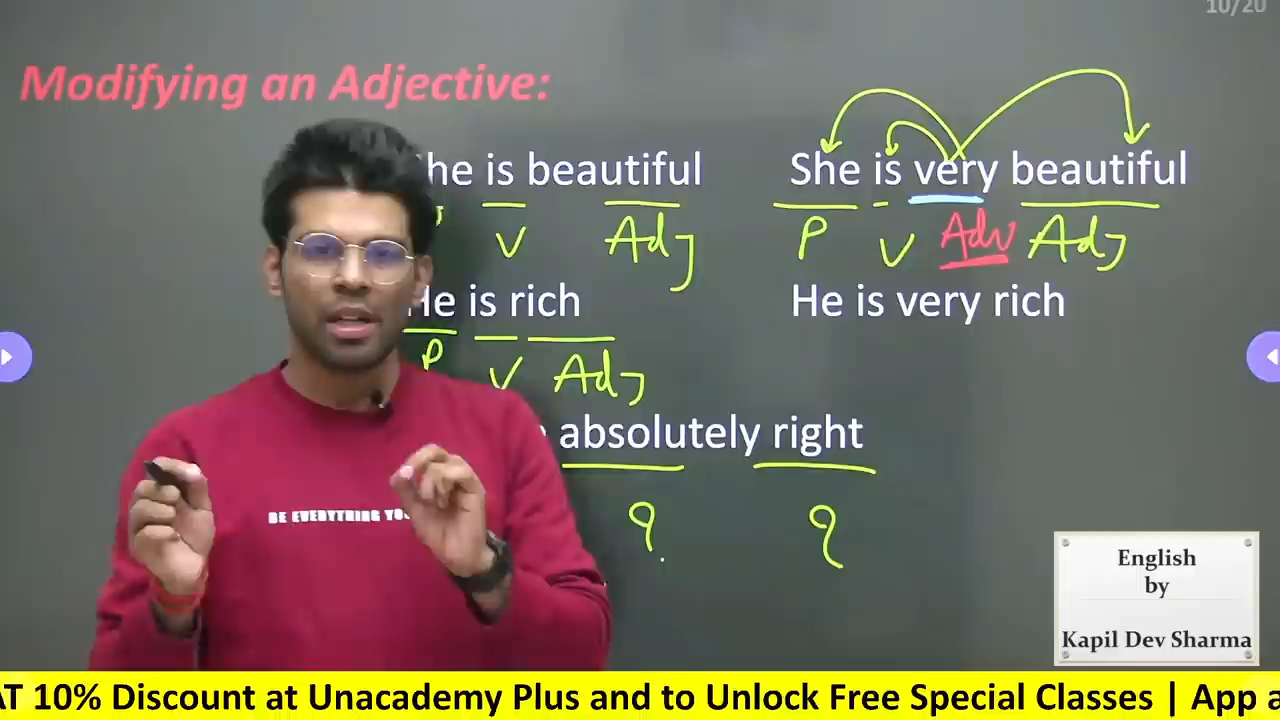 10/20
Modifying an Adjective:
he is beautiful
She is very beautiful
V Adj
P V Adv Adj
He is rich
He is very rich
P V Adj
absolutely right
? ?
BE EVERYTHING YOU
English
by
Kapil Dev Sharma
AT 10% Discount at Unacademy Plus and to Unlock Free Special Classes | App a